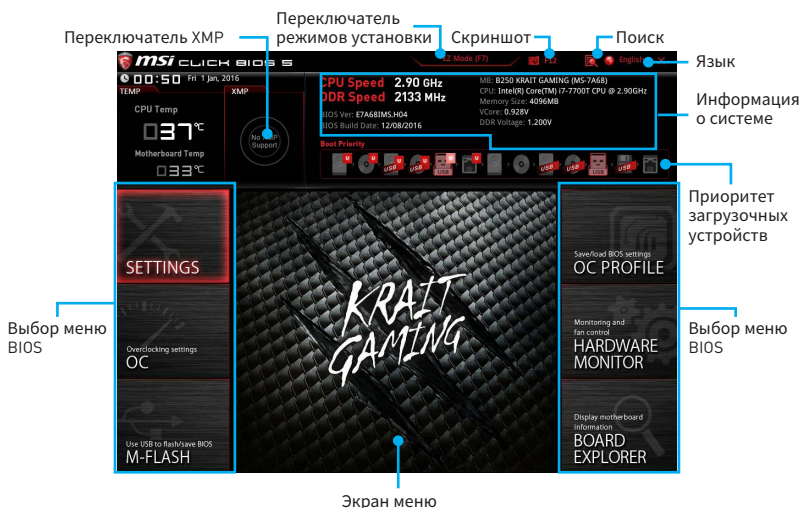 Переключатель
режимов установки
Переключатель XMP
Скриншот
Поиск
Язык
Информация
о системе
Приоритет
загрузочных
устройств
Выбор меню
BIOS
Выбор меню
BIOS
Экран меню
msi CLICK BIOS 5
EZ Mode (F7)
F12
English
00:50 Fri 1 Jan, 2016
TEMP
XMP
CPU Temp
37°C
Motherboard Temp
33°C
No XMP
Support
CPU Speed 2.90 GHz
DDR Speed 2133 MHz
BIOS Ver: E7A68IMS.H04
BIOS Build Date: 12/08/2016
MB: B250 KRAIT GAMING (MS-7A68)
CPU: Intel(R) Core(TM) i7-7700T CPU @ 2.90GHz
Memory Size: 4096MB
VCore: 0.928V
DDR Voltage: 1.200V
Boot Priority
U U U U U U
USB USB USB USB USB USB
SETTINGS
Overclocking settings
OC
Use USB to flash/save BIOS
M-FLASH
KRAIT
GAMING
Save/load BIOS settings
OC PROFILE
Monitoring and
fan control
HARDWARE
MONITOR
Display motherboard
information
BOARD
EXPLORER